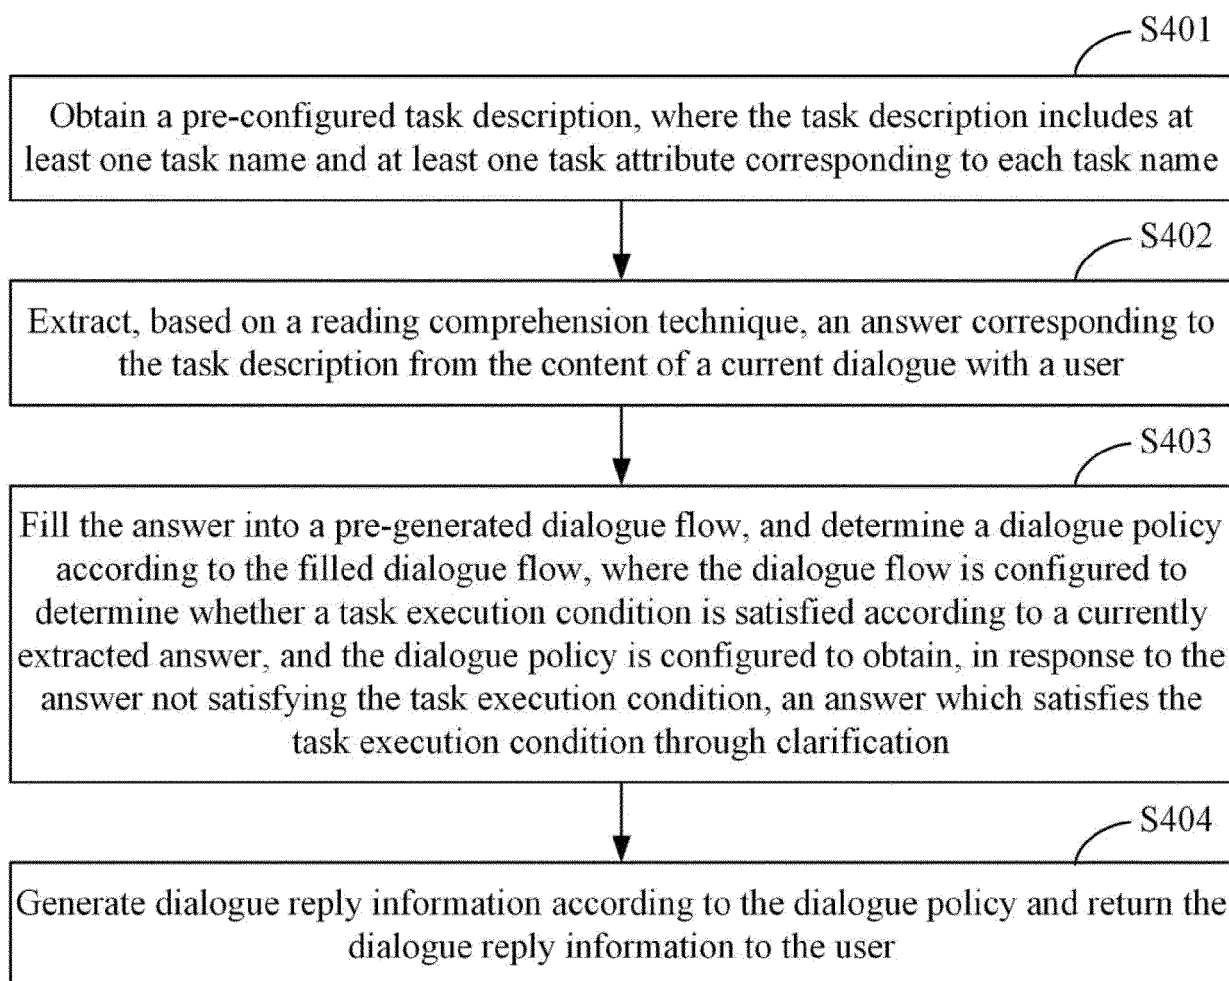 S401
Obtain a pre-configured task description, where the task description includes at
least one task name and at least one task attribute corresponding to each task name
S402
Extract, based on a reading comprehension technique, an answer corresponding to
the task description from the content of a current dialogue with a user
S403
Fill the answer into a pre-generated dialogue flow, and determine a dialogue policy
according to the filled dialogue flow, where the dialogue flow is configured to
determine whether a task execution condition is satisfied according to a currently
extracted answer, and the dialogue policy is configured to obtain, in response to the
answer not satisfying the task execution condition, an answer which satisfies the
task execution condition through clarification
S404
Generate dialogue reply information according to the dialogue policy and return the
dialogue reply information to the user